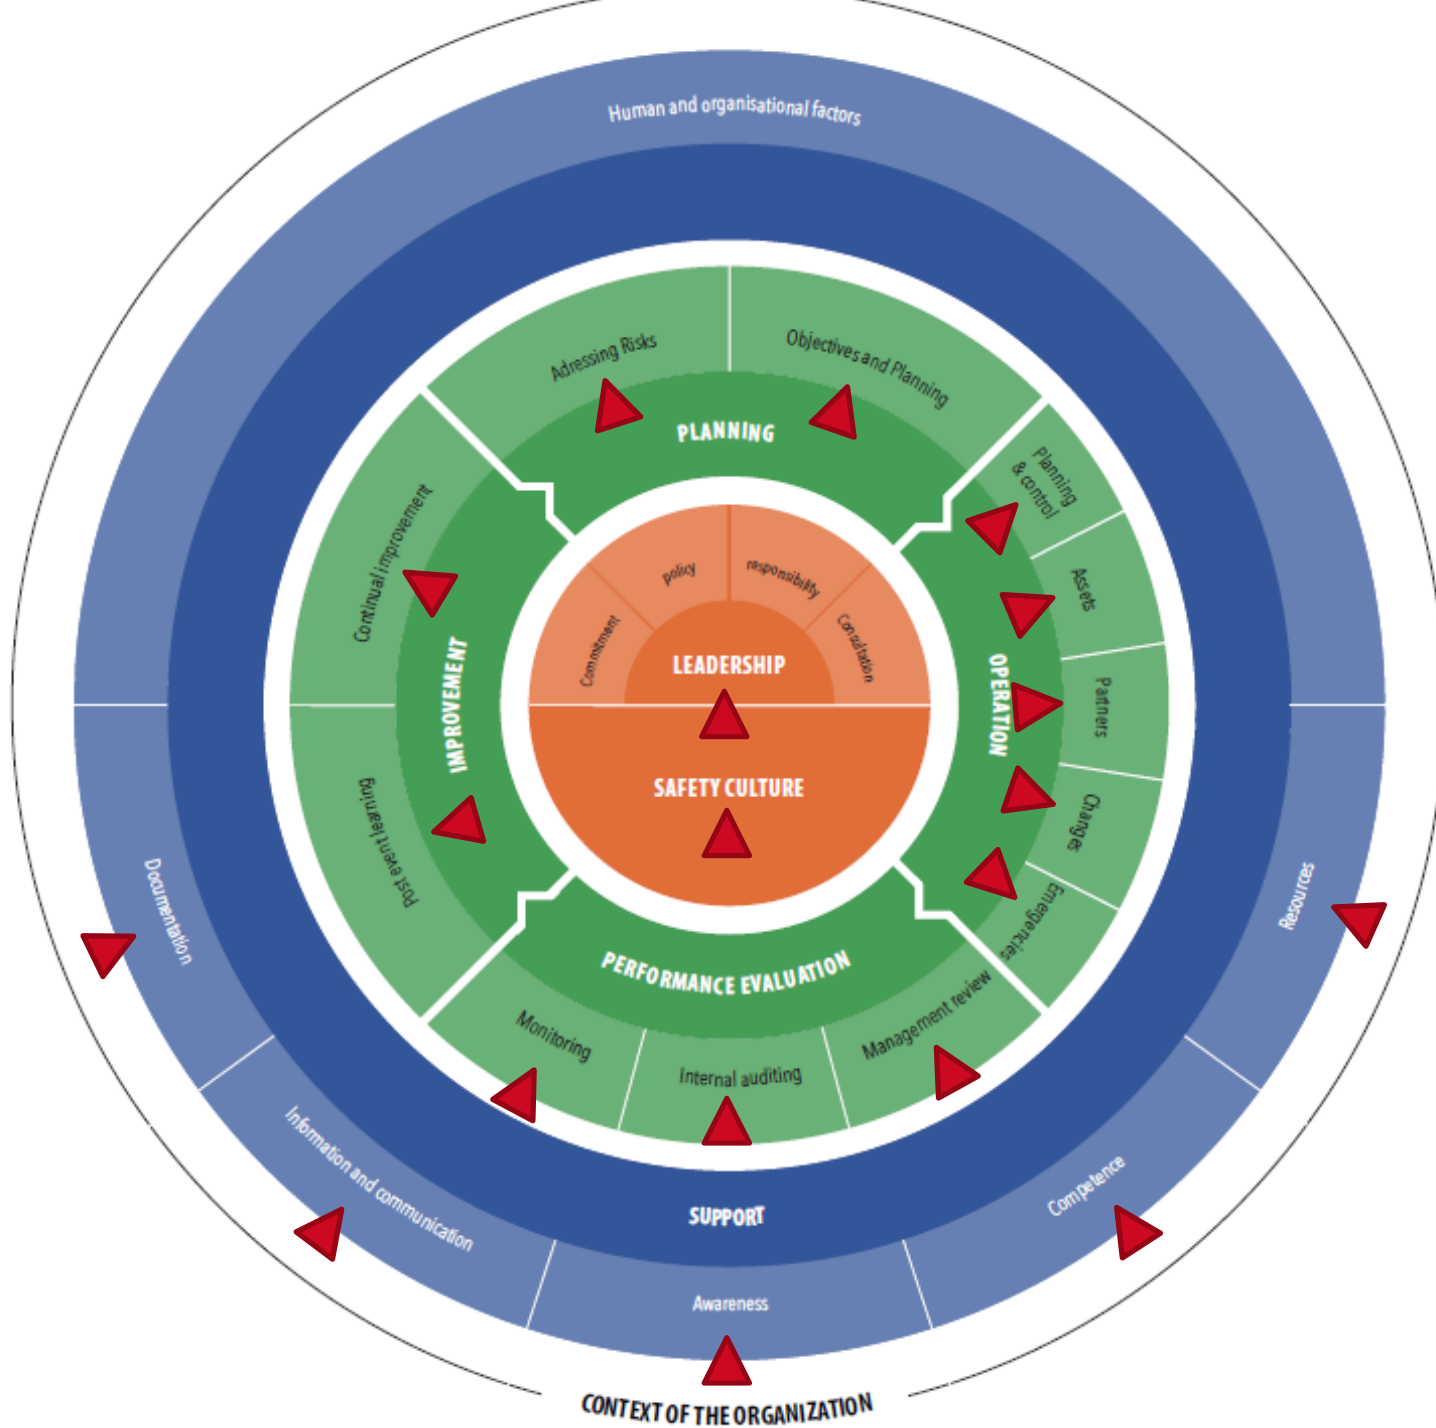 Human and organisational factors
Adressing Risks
Objectives and Planning
PLANNING
Planning
& control
Assets
Partners
Changes
Emergencies
OPERATION
Continual improvement
Post event learning
IMPROVEMENT
policy
responsibility
Commitment
Consultation
LEADERSHIP
SAFETY CULTURE
PERFORMANCE EVALUATION
Monitoring
Internal auditing
Management review
Documentation
Resources
Information and communication
Competence
SUPPORT
Awareness
CONTEXT OF THE ORGANIZATION